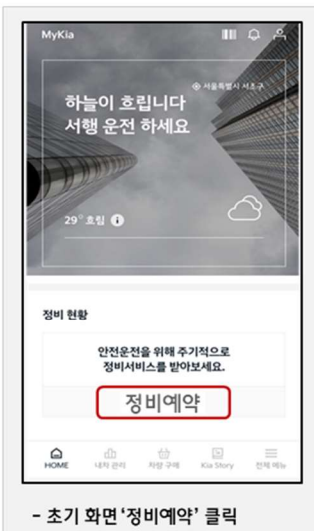 MyKia
서울특별시 서초구
하늘이 흐립니다
서행 운전 하세요
29° 흐림
정비 현황
안전운전을 위해 주기적으로
정비서비스를 받아보세요.
정비예약
HOME 내차 관리 차량 구매 Kia Story 전체 메뉴
- 초기 화면 '정비예약' 클릭